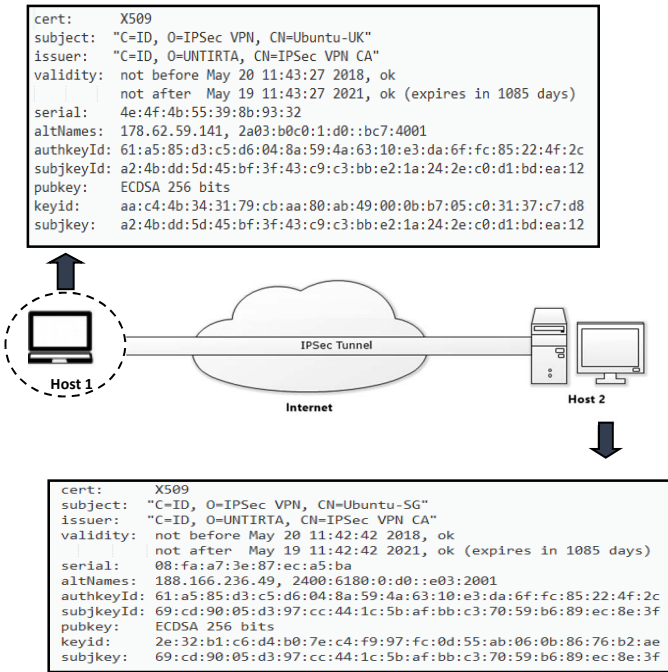 cert: X509
subject: "C=ID, O=IPSec VPN, CN=Ubuntu-UK"
issuer: "C=ID, O=UNTIRTA, CN=IPSec VPN CA"
validity: not before May 20 11:43:27 2018, ok
not after May 19 11:43:27 2021, ok (expires in 1085 days)
serial: 4e:4f:4b:55:39:8b:93:32
altNames: 178.62.59.141, 2a03:b0c0:1:d0::bc7:4001
authkeyId: 61:a5:85:d3:c5:d6:04:8a:59:4a:63:10:e3:da:6f:fc:85:22:4f:2c
subjkeyId: a2:4b:dd:5d:45:bf:3f:43:c9:c3:bb:e2:1a:24:2e:c0:d1:bd:ea:12
pubkey: ECDSA 256 bits
keyid: aa:c4:4b:34:31:79:cb:aa:80:ab:49:00:0b:b7:05:c0:31:37:c7:d8
subjkey: a2:4b:dd:5d:45:bf:3f:43:c9:c3:bb:e2:1a:24:2e:c0:d1:bd:ea:12
IPSec Tunnel
Host 1
Internet
Host 2
cert: X509
subject: "C=ID, O=IPSec VPN, CN=Ubuntu-SG"
issuer: "C=ID, O=UNTIRTA, CN=IPSec VPN CA"
validity: not before May 20 11:42:42 2018, ok
not after May 19 11:42:42 2021, ok (expires in 1085 days)
serial: 08:fa:a7:3e:87:ec:a5:ba
altNames: 188.166.236.49, 2400:6180:0:d0::e03:2001
authkeyId: 61:a5:85:d3:c5:d6:04:8a:59:4a:63:10:e3:da:6f:fc:85:22:4f:2c
subjkeyId: 69:cd:90:05:d3:97:cc:44:1c:5b:af:bb:c3:70:59:b6:89:ec:8e:3f
pubkey: ECDSA 256 bits
keyid: 2e:32:b1:c6:d4:b0:7e:c4:f9:97:fc:0d:55:ab:06:0b:86:76:b2:ae
subjkey: 69:cd:90:05:d3:97:cc:44:1c:5b:af:bb:c3:70:59:b6:89:ec:8e:3f